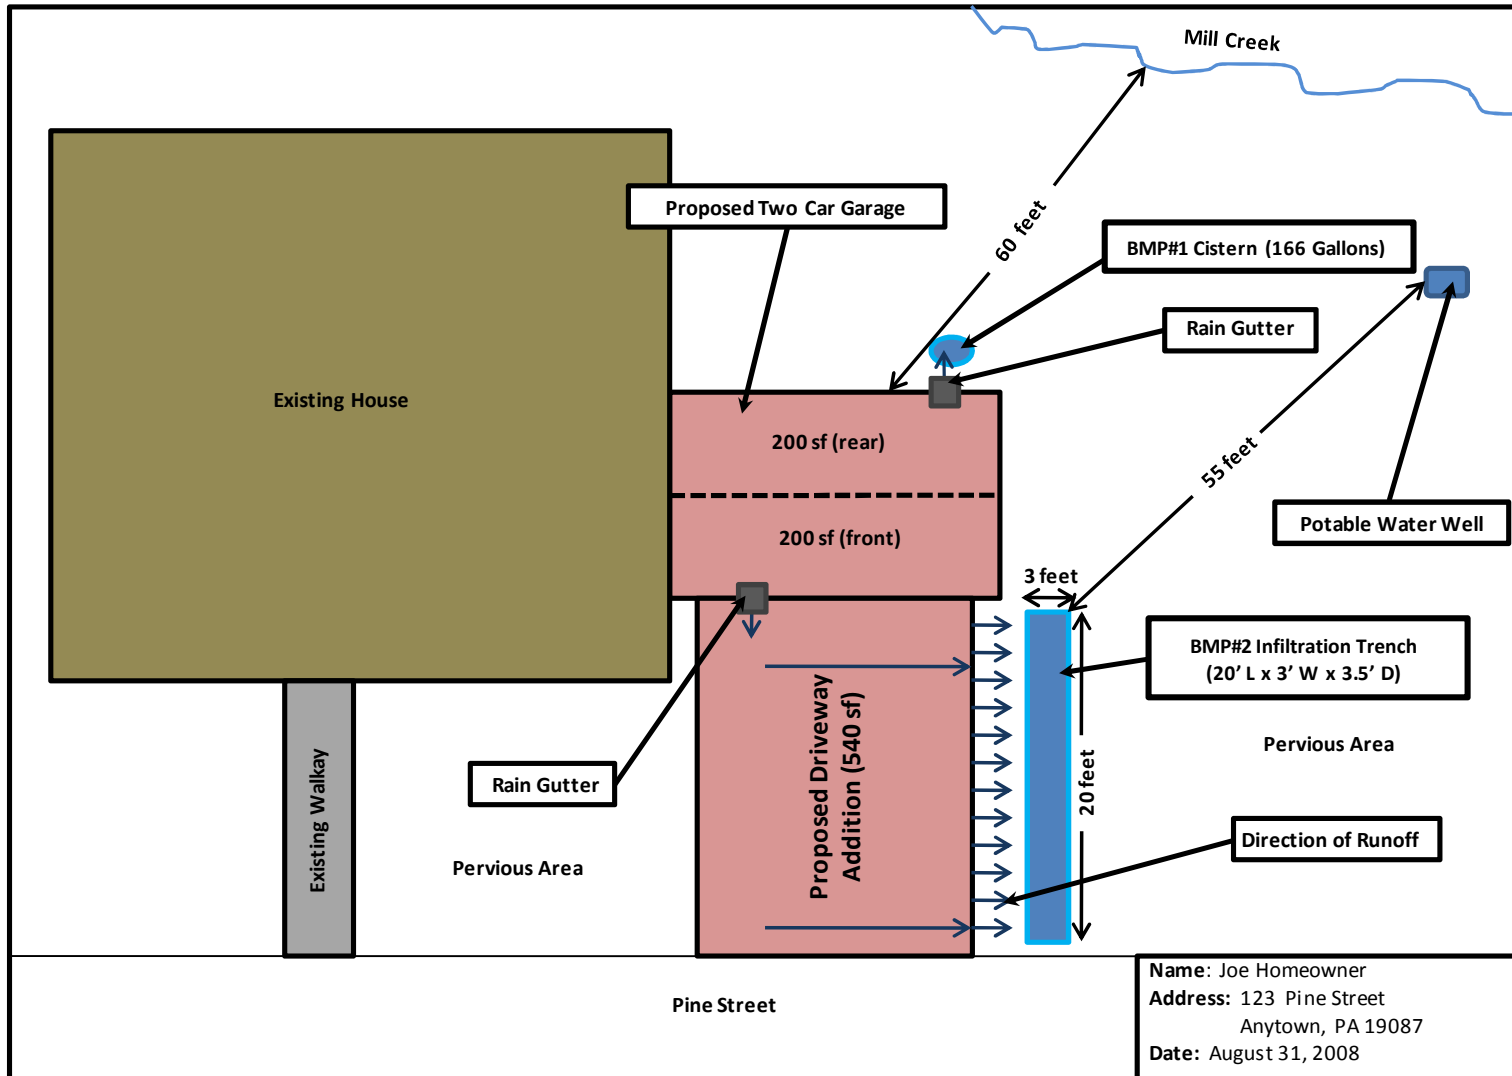 Mill Creek
Proposed Two Car Garage
60 feet
BMP#1 Cistern (166 Gallons)
Rain Gutter
Existing House
200 sf (rear)
55 feet
Potable Water Well
200 sf (front)
3 feet
BMP#2 Infiltration Trench
(20’ L x 3’ W x 3.5’ D)
Pervious Area
Rain Gutter
Existing Walkay
Proposed Driveway
Addition (540 sf)
20 feet
Direction of Runoff
Pervious Area
Pine Street
Name: Joe Homeowner
Address: 123 Pine Street
Anytown, PA 19087
Date: August 31, 2008